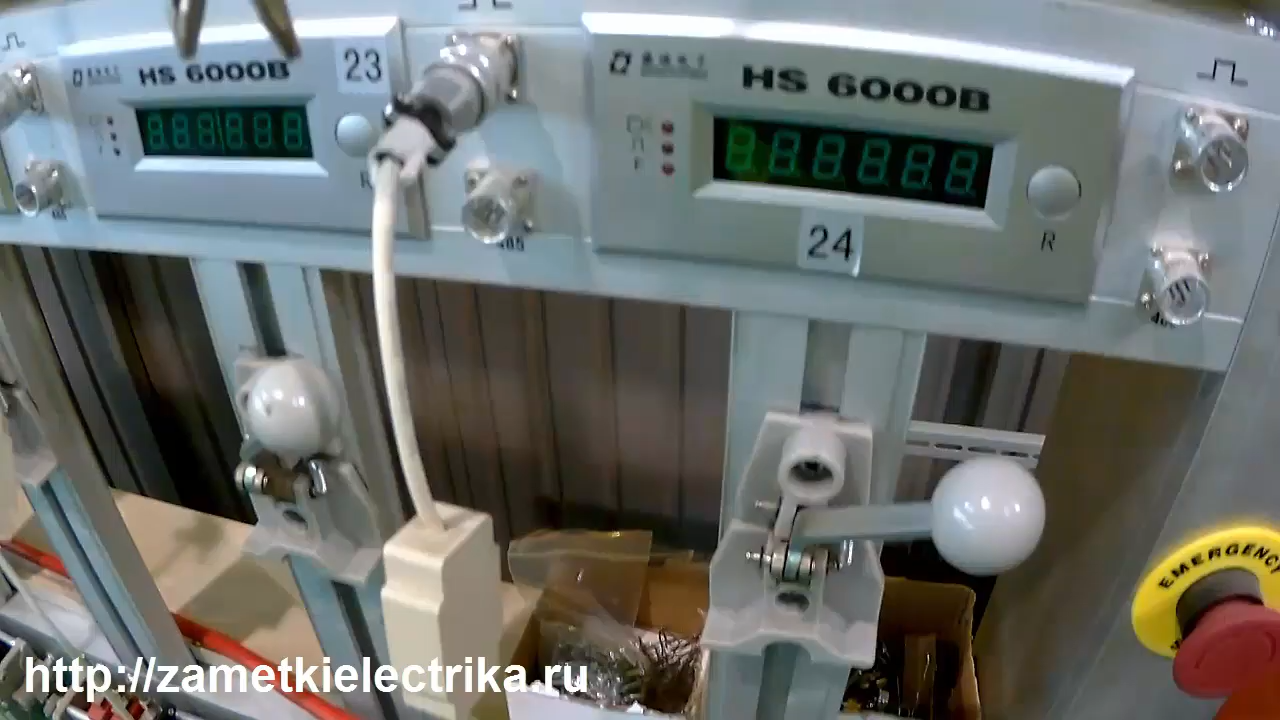 HS 6000B
23
HS 6000B
R
24
EMERGENCY
http://zametkielectrika.ru